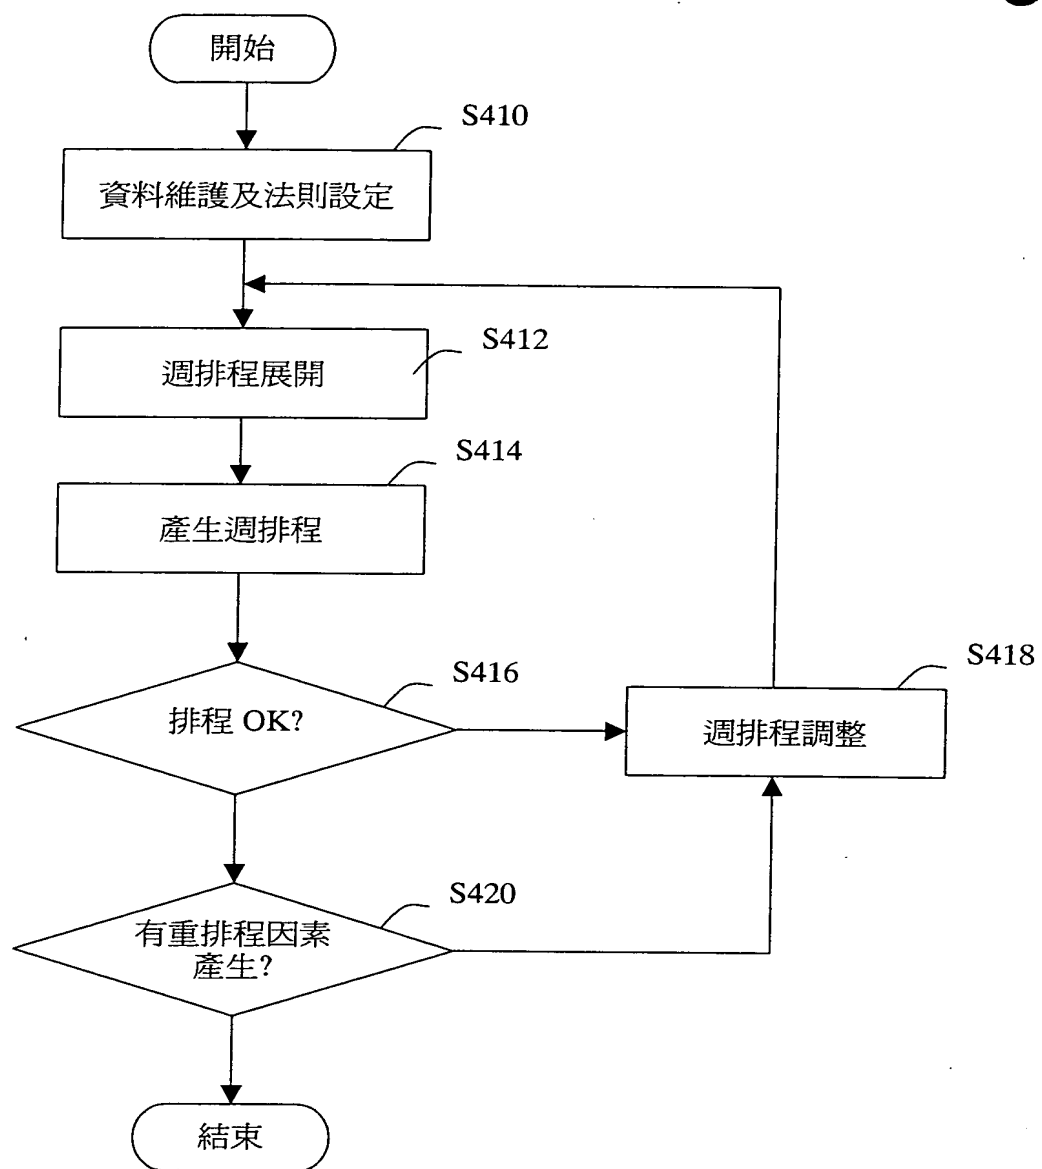 開始
S410
資料維護及法則設定
S412
週排程展開
S414
產生週排程
S416
排程 OK?
S418
週排程調整
S420
有重排程因素
產生?
結束